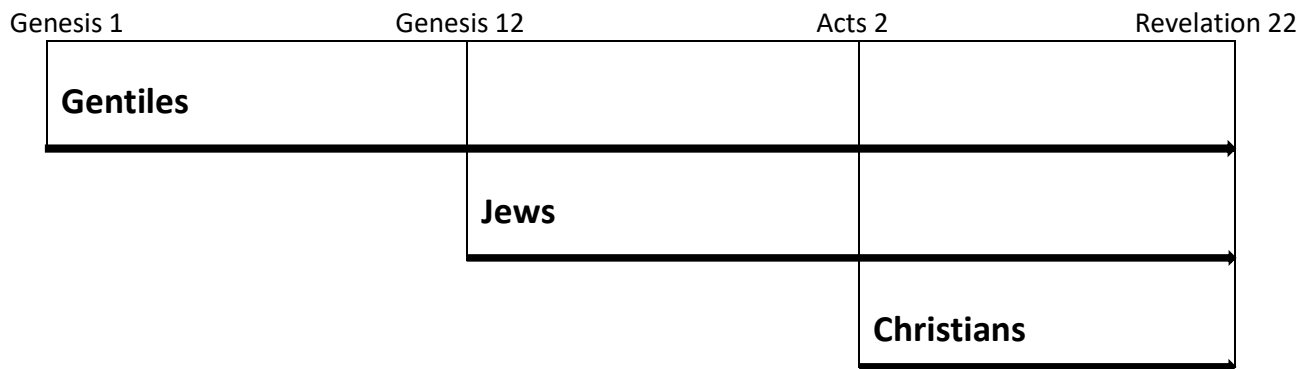 Genesis 1 Genesis 12 Acts 2 Revelation 22
Gentiles
Jews
Christians